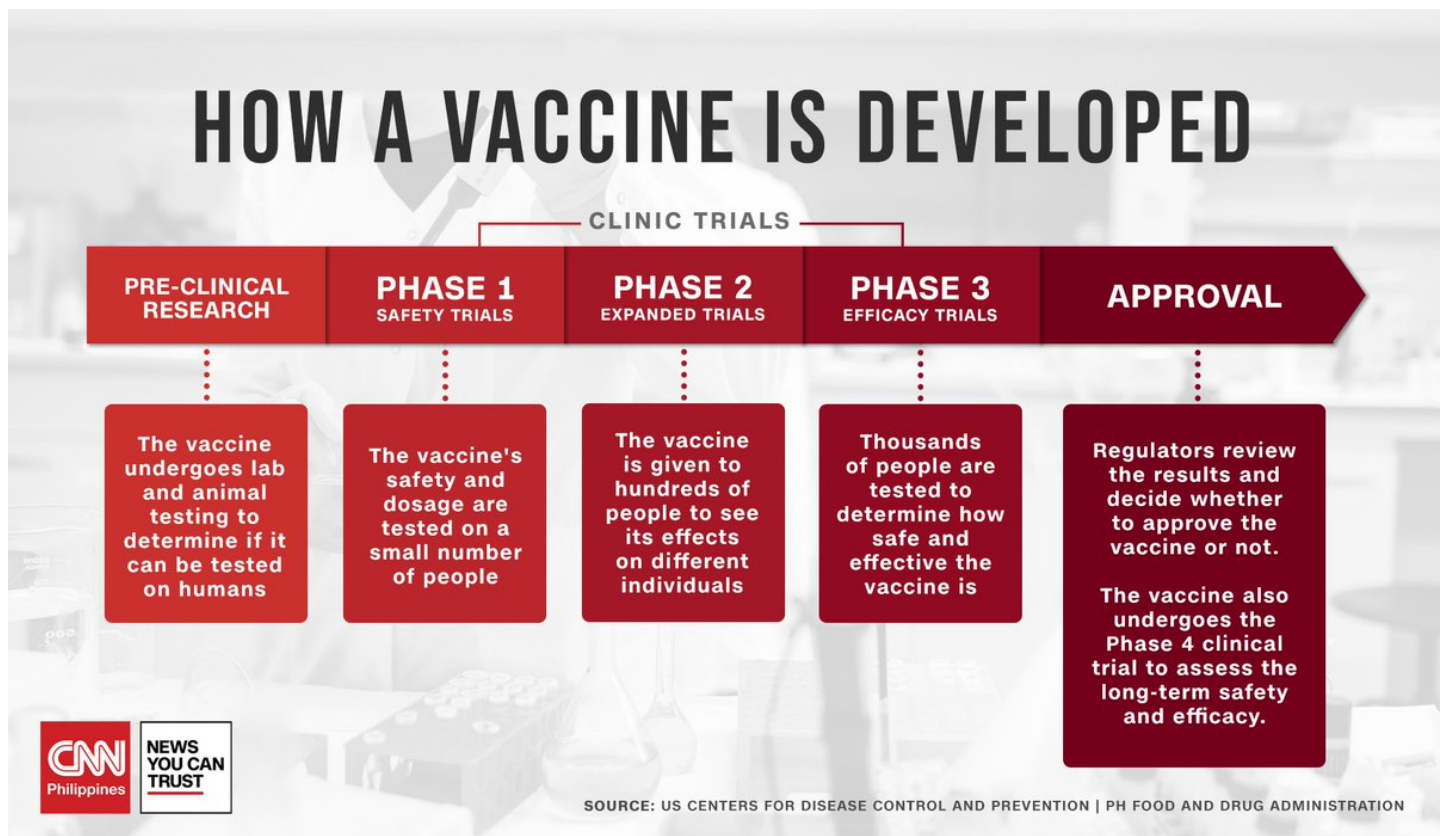 HOW A VACCINE IS DEVELOPED
CLINIC TRIALS
PRE-CLINICAL
RESEARCH
The vaccine
undergoes lab
and animal
testing to
determine if it
can be tested
on humans
PHASE 1
SAFETY TRIALS
The vaccine's
safety and
dosage are
tested on a
small number
of people
PHASE 2
EXPANDED TRIALS
The vaccine
is given to
hundreds of
people to see
its effects
on different
individuals
PHASE 3
EFFICACY TRIALS
Thousands
of people are
tested to
determine how
safe and
effective the
vaccine is
APPROVAL
Regulators review
the results and
decide whether
to approve the
vaccine or not.
The vaccine also
undergoes the
Phase 4 clinical
trial to assess the
long-term safety
and efficacy.
CNN
Philippines
NEWS
YOU CAN
TRUST
SOURCE: US CENTERS FOR DISEASE CONTROL AND PREVENTION | PH FOOD AND DRUG ADMINISTRATION